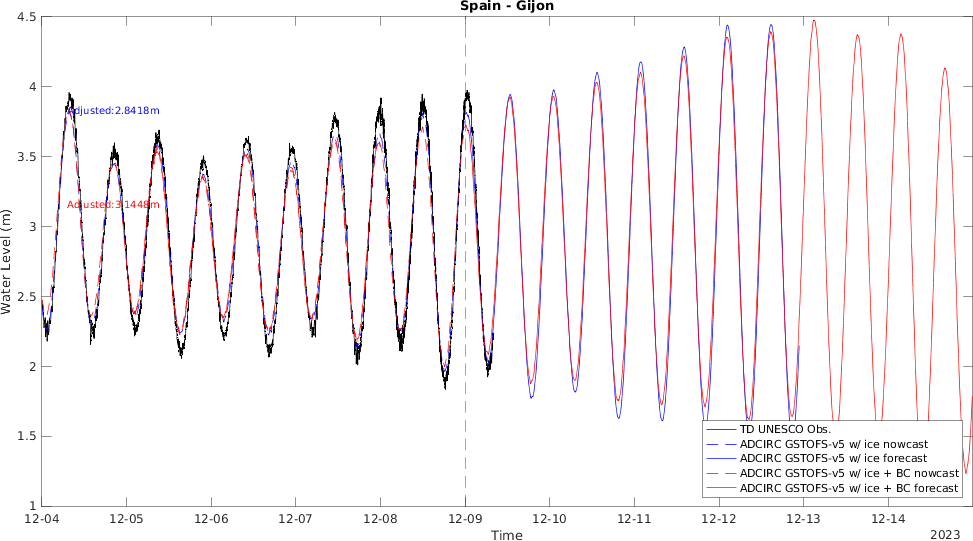 Spain - Gijon
4.5
4
3.5
3
2.5
2
1.5
1
Water Level (m)
Adjusted:2.8418m
Adjusted:3.1448m
TD UNESCO Obs.
ADCIRC GSTOFS-v5 w/ ice nowcast
ADCIRC GSTOFS-v5 w/ ice forecast
ADCIRC GSTOFS-v5 w/ ice + BC nowcast
ADCIRC GSTOFS-v5 w/ ice + BC forecast
12-04 12-05 12-06 12-07 12-08 12-09 12-10 12-11 12-12 12-13 12-14
Time
2023